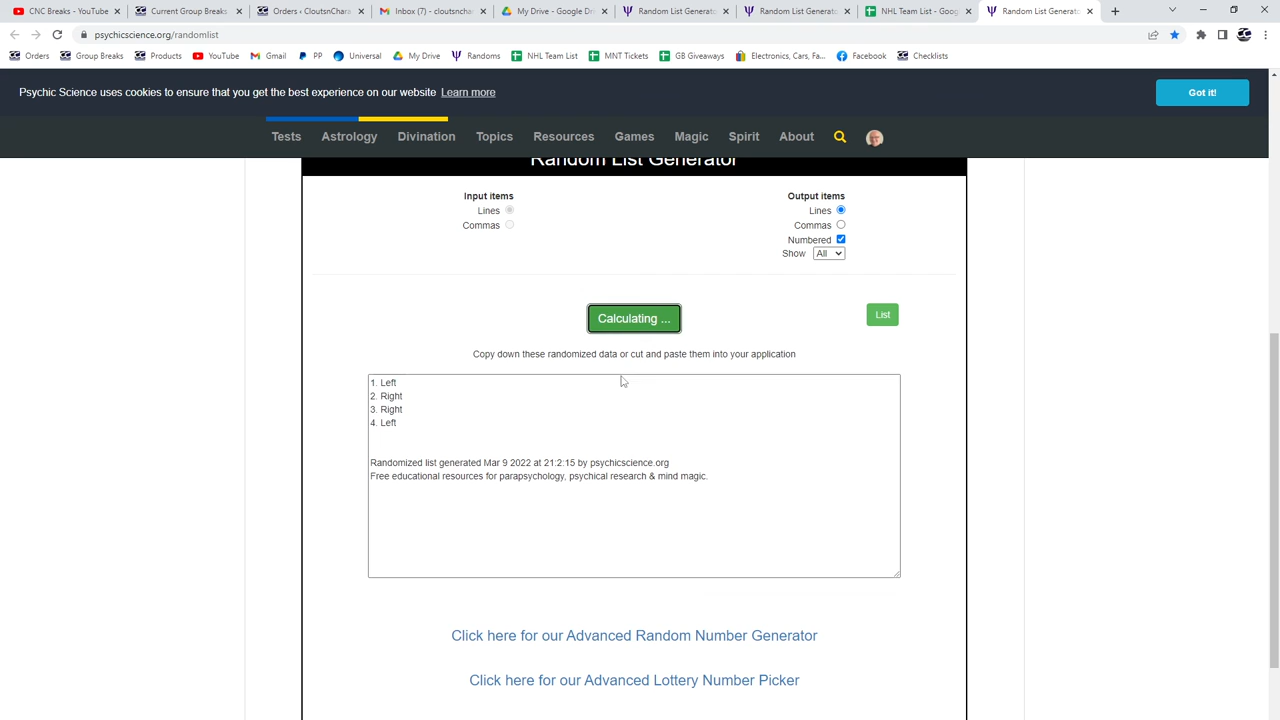 CNC Breaks - YouTube
Current Group Breaks
Orders < CloutsnChara
Inbox (7) - cloutsnchar
My Drive - Google Dri
Random List Generato
Random List Generato
NHL Team List - Goog
Random List Generato
psychicscience.org/randomlist
Orders
Group Breaks
Products
YouTube
Gmail
PP
Universal
My Drive
Randoms
NHL Team List
MNT Tickets
GB Giveaways
Electronics, Cars, Fa...
Facebook
Checklists
Psychic Science uses cookies to ensure that you get the best experience on our website Learn more
Got it!
Tests
Astrology
Divination
Topics
Resources
Games
Magic
Spirit
About
Random List Generator
Input items
Lines
Commas
Output items
Lines
Commas
Numbered
Show All
Calculating ...
List
Copy down these randomized data or cut and paste them into your application
1. Left
2. Right
3. Right
4. Left
Randomized list generated Mar 9 2022 at 21:2:15 by psychicscience.org
Free educational resources for parapsychology, psychical research & mind magic.
Click here for our Advanced Random Number Generator
Click here for our Advanced Lottery Number Picker